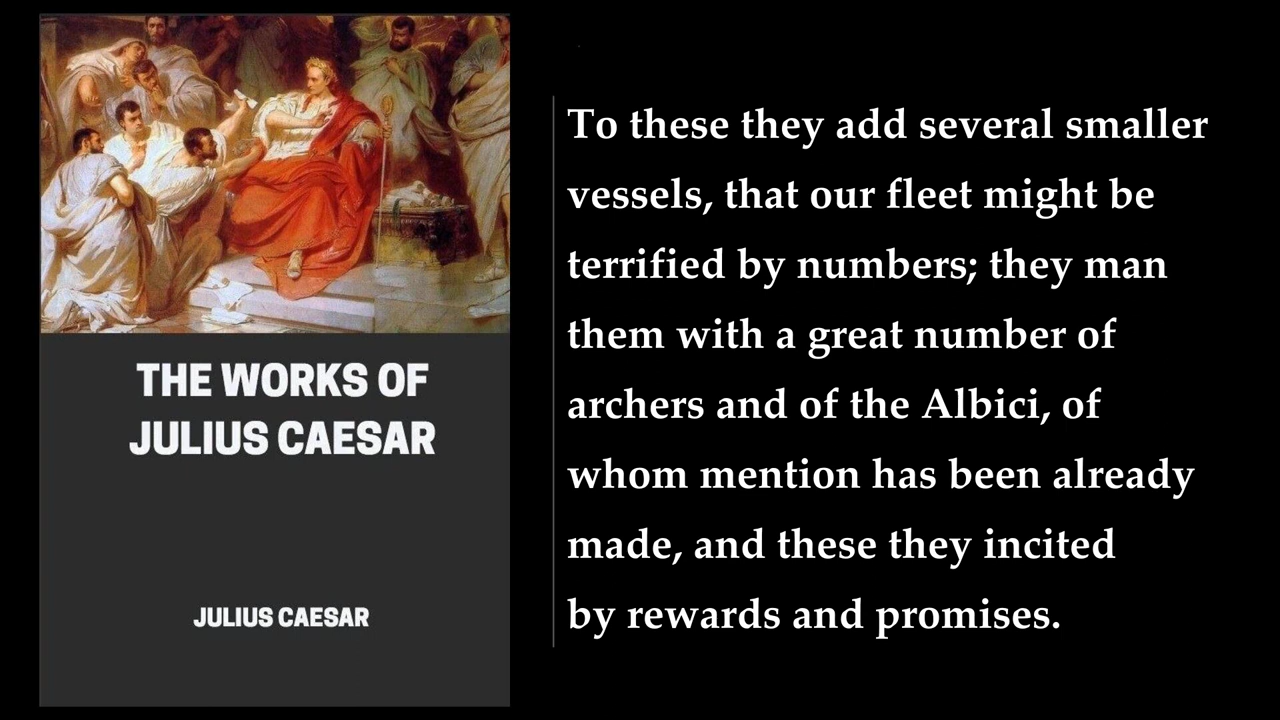 THE WORKS OF
JULIUS CAESAR
JULIUS CAESAR
To these they add several smaller
vessels, that our fleet might be
terrified by numbers; they man
them with a great number of
archers and of the Albici, of
whom mention has been already
made, and these they incited
by rewards and promises.